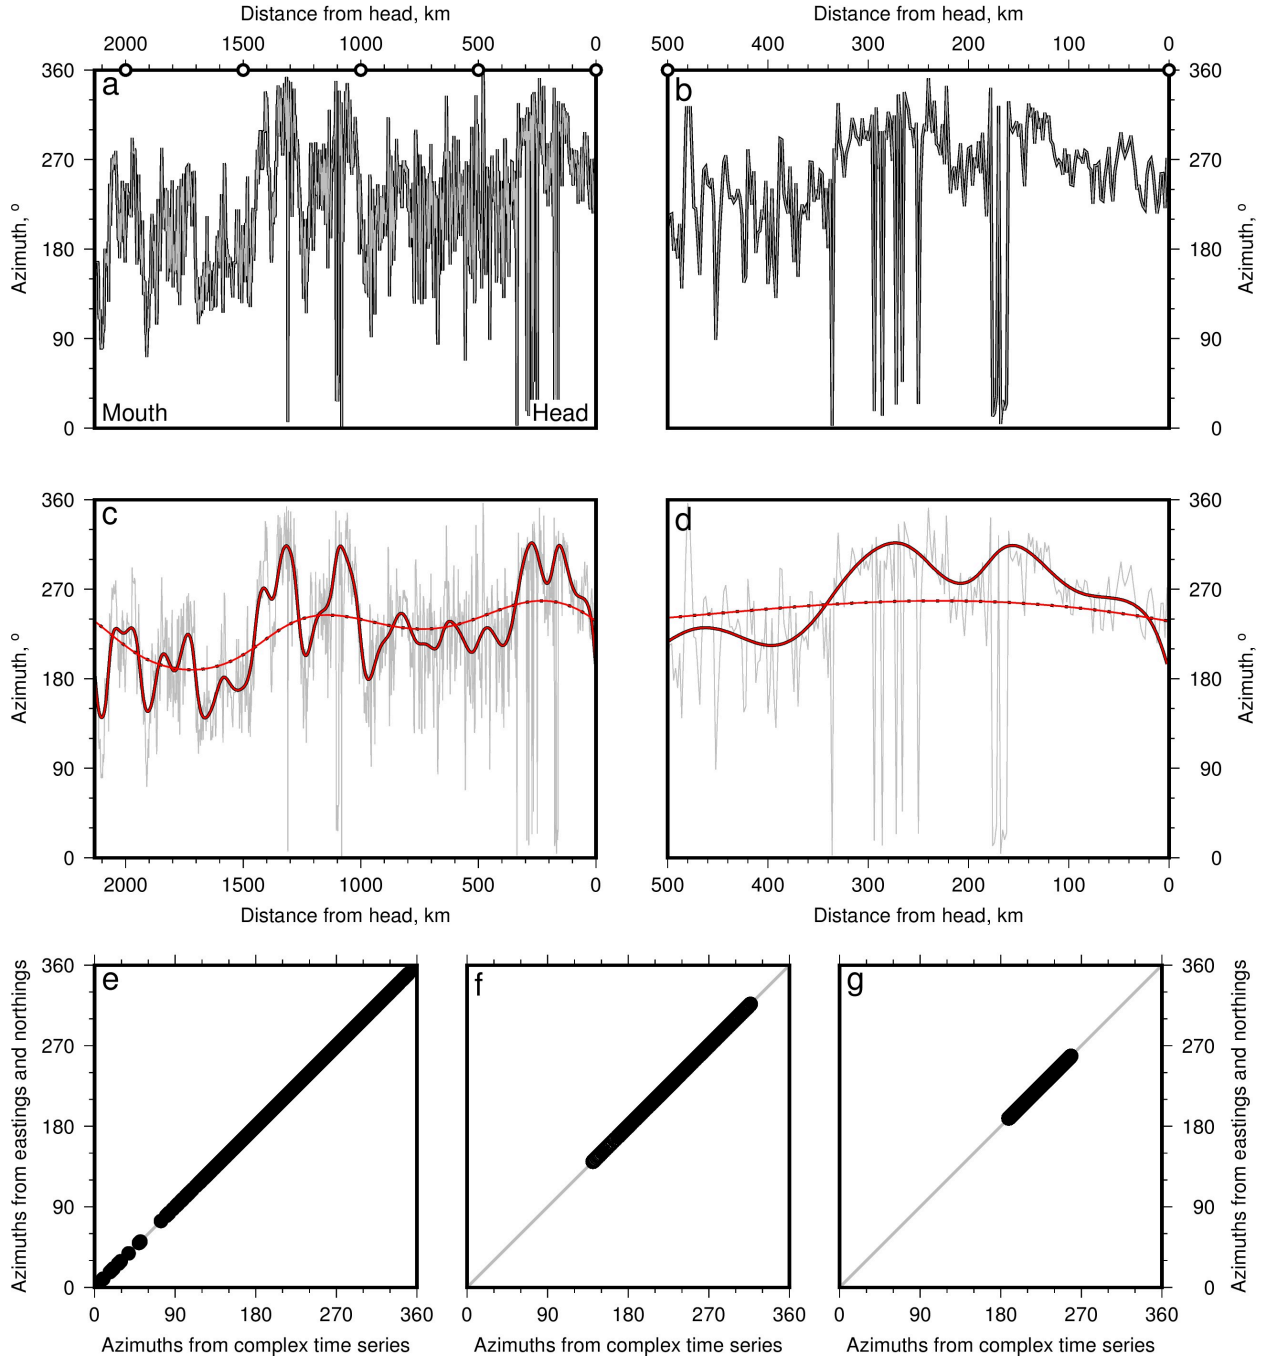 Distance from head, km
Distance from head, km
2000 1500 1000 500 0
500 400 300 200 100 0
360
270
180
90
0
Azimuth, °
a
Mouth
Head
b
360
270
180
90
0
Azimuth, °
360
270
180
90
0
Azimuth, °
c
d
360
270
180
90
0
Azimuth, °
2000 1500 1000 500 0
500 400 300 200 100 0
Distance from head, km
Distance from head, km
Azimuths from eastings and northings
360
270
180
90
0
e
f
g
360
270
180
90
0
Azimuths from eastings and northings
0 90 180 270 360
0 90 180 270 360
0 90 180 270 360
Azimuths from complex time series
Azimuths from complex time series
Azimuths from complex time series